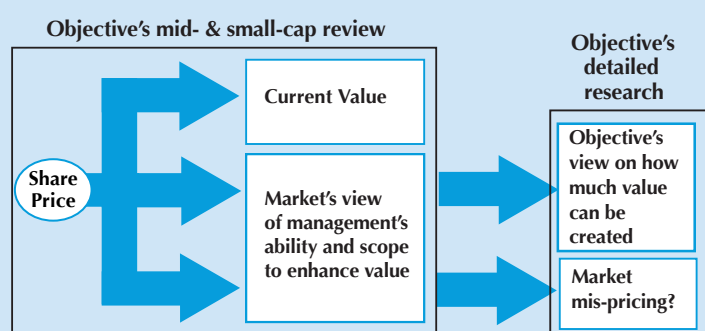 Objective's mid- & small-cap review
Share
Price
Current Value
Market's view
of management's
ability and scope
to enhance value
Objective's
detailed
research
Objective's
view on how
much value
can be
created
Market
mis-pricing?